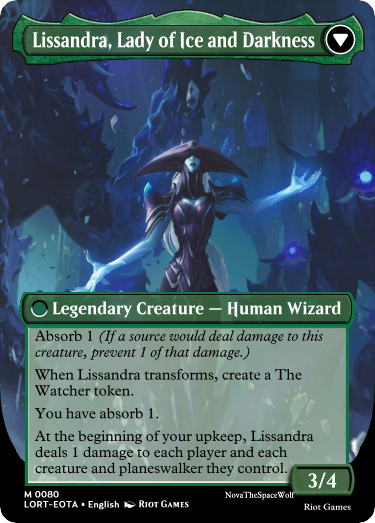 Lissandra, Lady of Ice and Darkness
Legendary Creature — Human Wizard
Absorb 1 (If a source would deal damage to this
creature, prevent 1 of that damage.)
When Lissandra transforms, create a The
Watcher token.
You have absorb 1.
At the beginning of your upkeep, Lissandra
deals 1 damage to each player and each
creature and planeswalker they control.
3/4
M 0080
NovaTheSpaceWolf
LORT-EOTA • English Riot Games
Riot Games